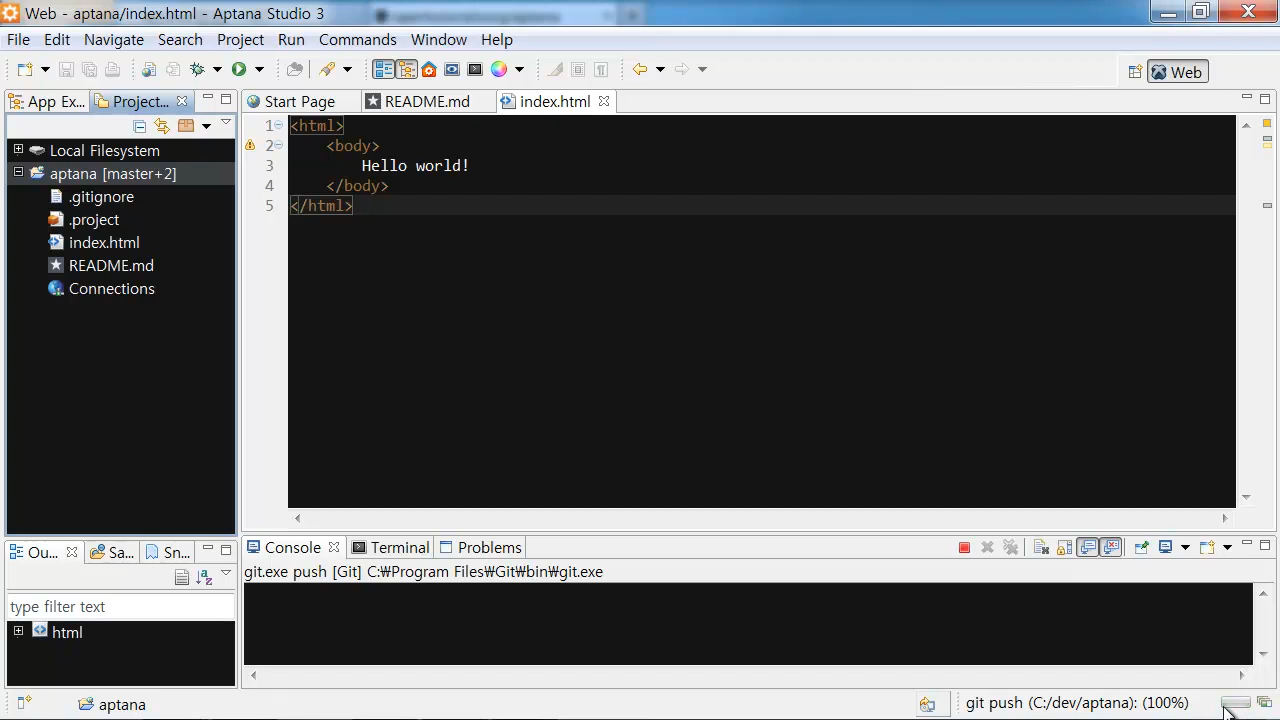 Web - aptana/index.html - Aptana Studio 3
File Edit Navigate Search Project Run Commands Window Help
Web
App Ex... Project...
Start Page README.md index.html
Local Filesystem
aptana [master+2]
.gitignore
.project
index.html
README.md
Connections
1 <html>
2 <body>
3 Hello world!
4 </body>
5 </html>
Ou... Sa... Sn...
type filter text
html
Console Terminal Problems
git.exe push [Git] C:₩Program Files₩Git₩bin₩git.exe
aptana
git push (C:/dev/aptana): (100%)